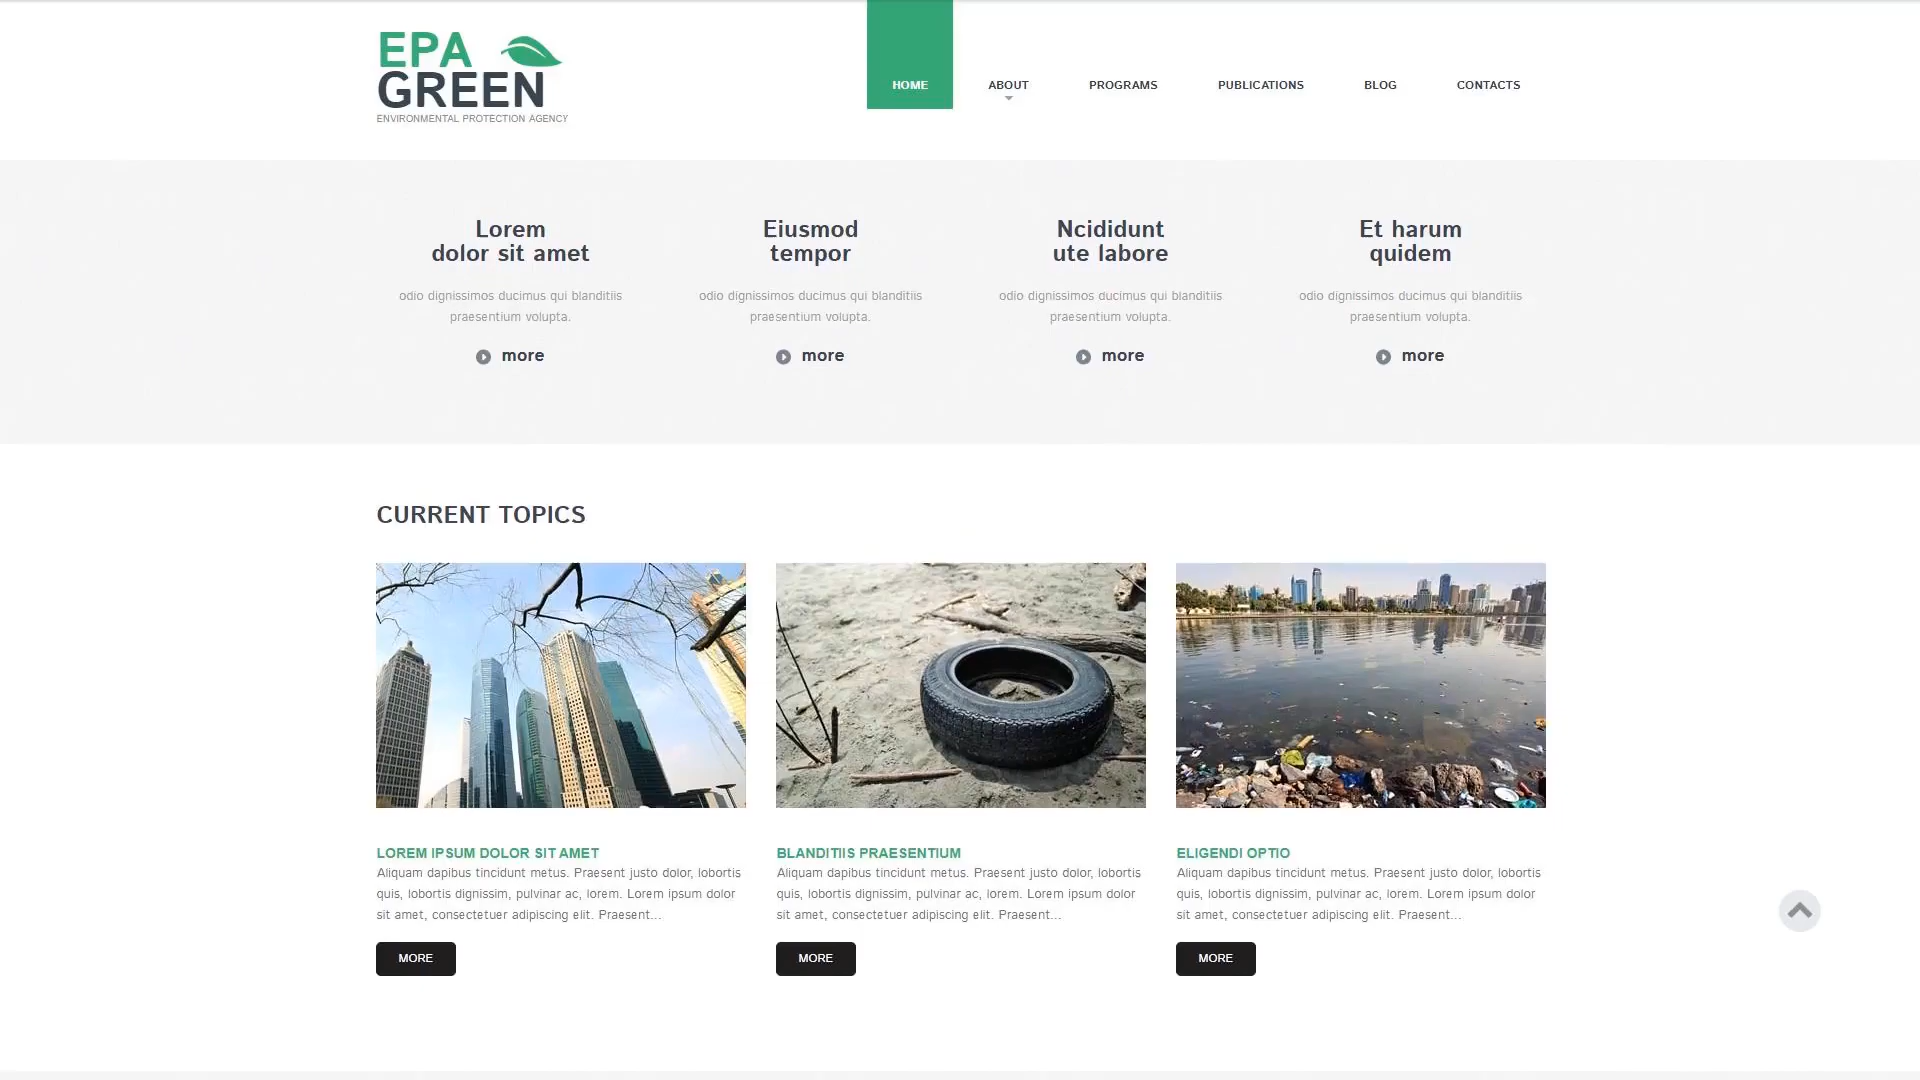 EPA
GREEN
ENVIRONMENTAL PROTECTION AGENCY
HOME ABOUT PROGRAMS PUBLICATIONS BLOG CONTACTS
Lorem
dolor sit amet
odio dignissimos ducimus qui blanditiis
praesentium volupta.
more
Eiusmod
tempor
odio dignissimos ducimus qui blanditiis
praesentium volupta.
more
Ncididunt
ute labore
odio dignissimos ducimus qui blanditiis
praesentium volupta.
more
Et harum
quidem
odio dignissimos ducimus qui blanditiis
praesentium volupta.
more
CURRENT TOPICS
LOREM IPSUM DOLOR SIT AMET
Aliquam dapibus tincidunt metus. Praesent justo dolor, lobortis
quis, lobortis dignissim, pulvinar ac, lorem. Lorem ipsum dolor
sit amet, consectetuer adipiscing elit. Praesent...
MORE
BLANDITIIS PRAESENTIUM
Aliquam dapibus tincidunt metus. Praesent justo dolor, lobortis
quis, lobortis dignissim, pulvinar ac, lorem. Lorem ipsum dolor
sit amet, consectetuer adipiscing elit. Praesent...
MORE
ELIGENDI OPTIO
Aliquam dapibus tincidunt metus. Praesent justo dolor, lobortis
quis, lobortis dignissim, pulvinar ac, lorem. Lorem ipsum dolor
sit amet, consectetuer adipiscing elit. Praesent...
MORE